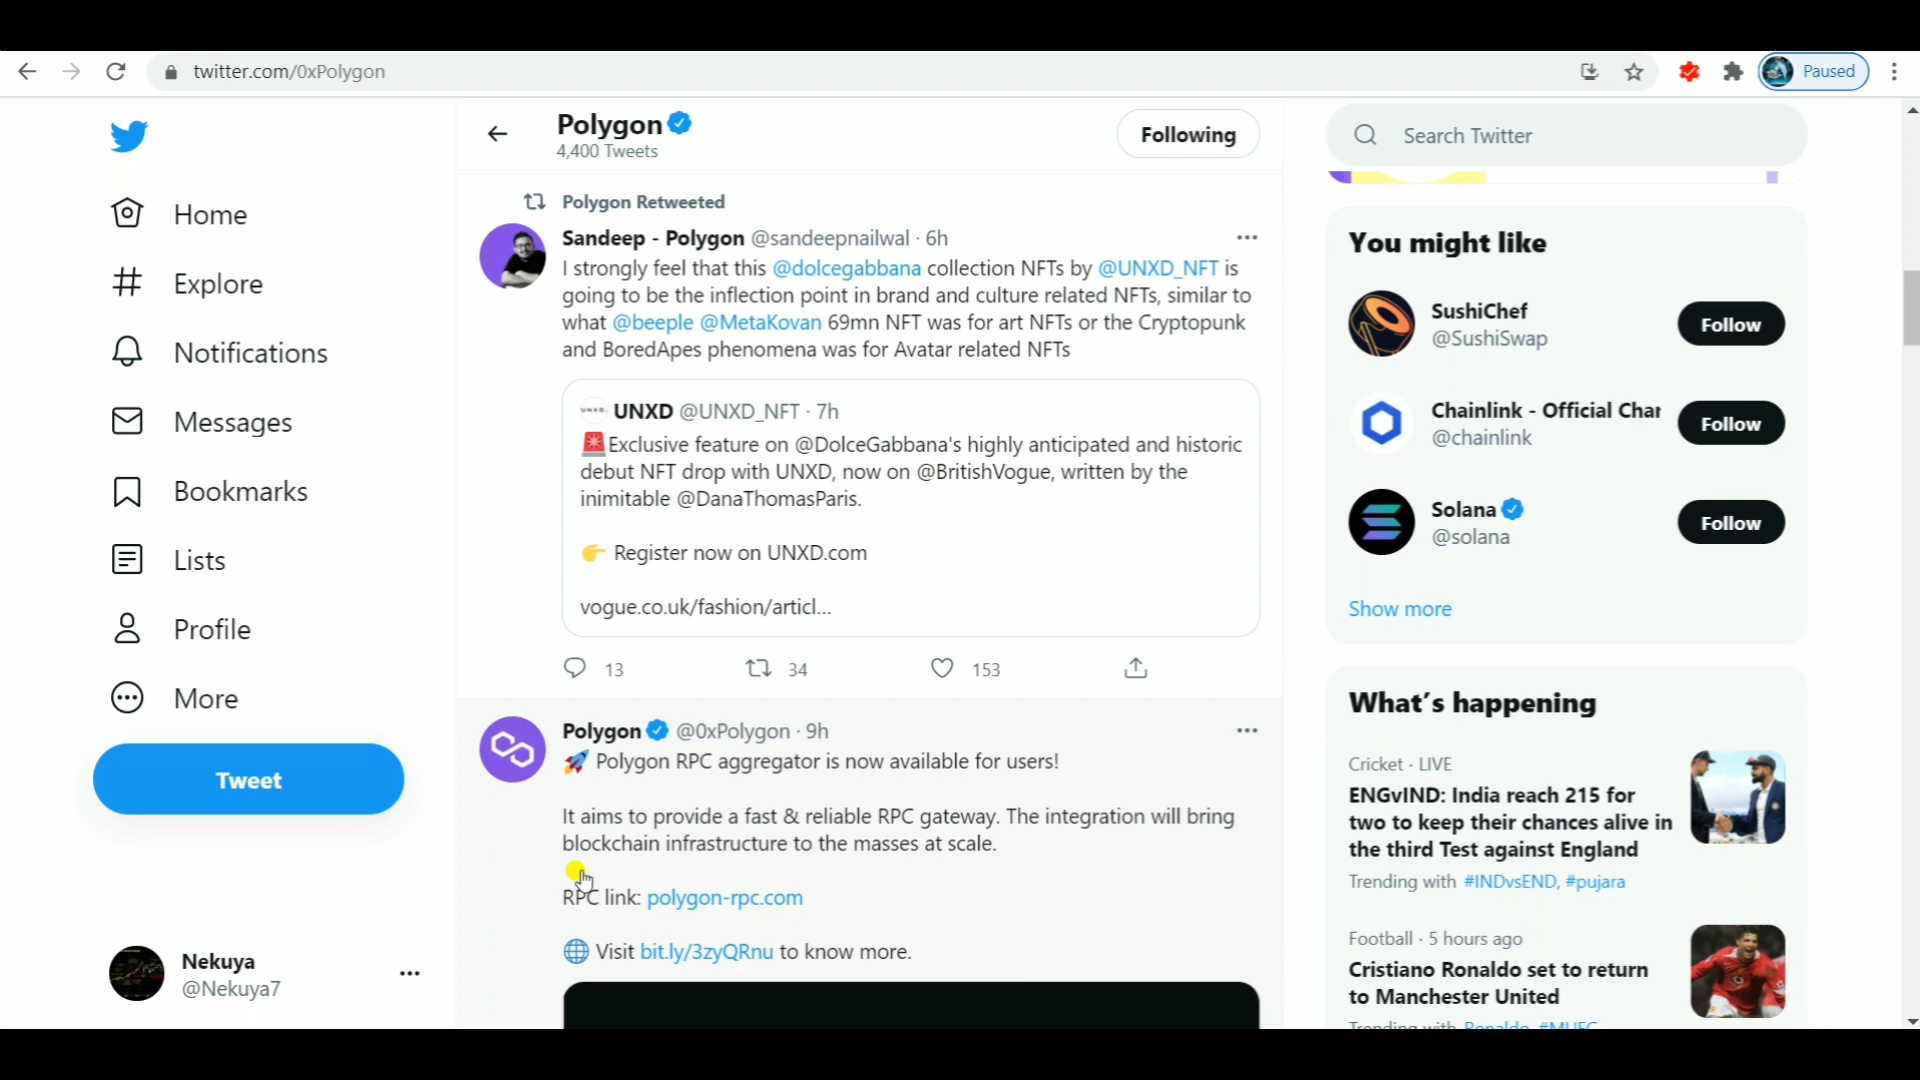 twitter.com/0xPolygon
Paused
Home
Explore
Notifications
Messages
Bookmarks
Lists
Profile
More
Tweet
Nekuya
@Nekuya7
Polygon
4,400 Tweets
Following
Polygon Retweeted
Sandeep - Polygon @sandeepnailwal · 6h
I strongly feel that this @dolcegabbana collection NFTs by @UNXD_NFT is
going to be the inflection point in brand and culture related NFTs, similar to
what @beeple @MetaKovan 69mn NFT was for art NFTs or the Cryptopunk
and BoredApes phenomena was for Avatar related NFTs
UNXD @UNXD_NFT · 7h
🚨Exclusive feature on @DolceGabbana's highly anticipated and historic
debut NFT drop with UNXD, now on @BritishVogue, written by the
inimitable @DanaThomasParis.
👉 Register now on UNXD.com
vogue.co.uk/fashion/articl...
13
34
153
Polygon @0xPolygon · 9h
🚀 Polygon RPC aggregator is now available for users!
It aims to provide a fast & reliable RPC gateway. The integration will bring
blockchain infrastructure to the masses at scale.
RPC link: polygon-rpc.com
🌐 Visit bit.ly/3zyQRnu to know more.
Search Twitter
You might like
SushiChef
@SushiSwap
Follow
Chainlink - Official Char
@chainlink
Follow
Solana
@solana
Follow
Show more
What's happening
Cricket · LIVE
ENGvIND: India reach 215 for
two to keep their chances alive in
the third Test against England
Trending with #INDvsEND, #pujara
Football · 5 hours ago
Cristiano Ronaldo set to return
to Manchester United
Trending with Ronaldo, #MUFC